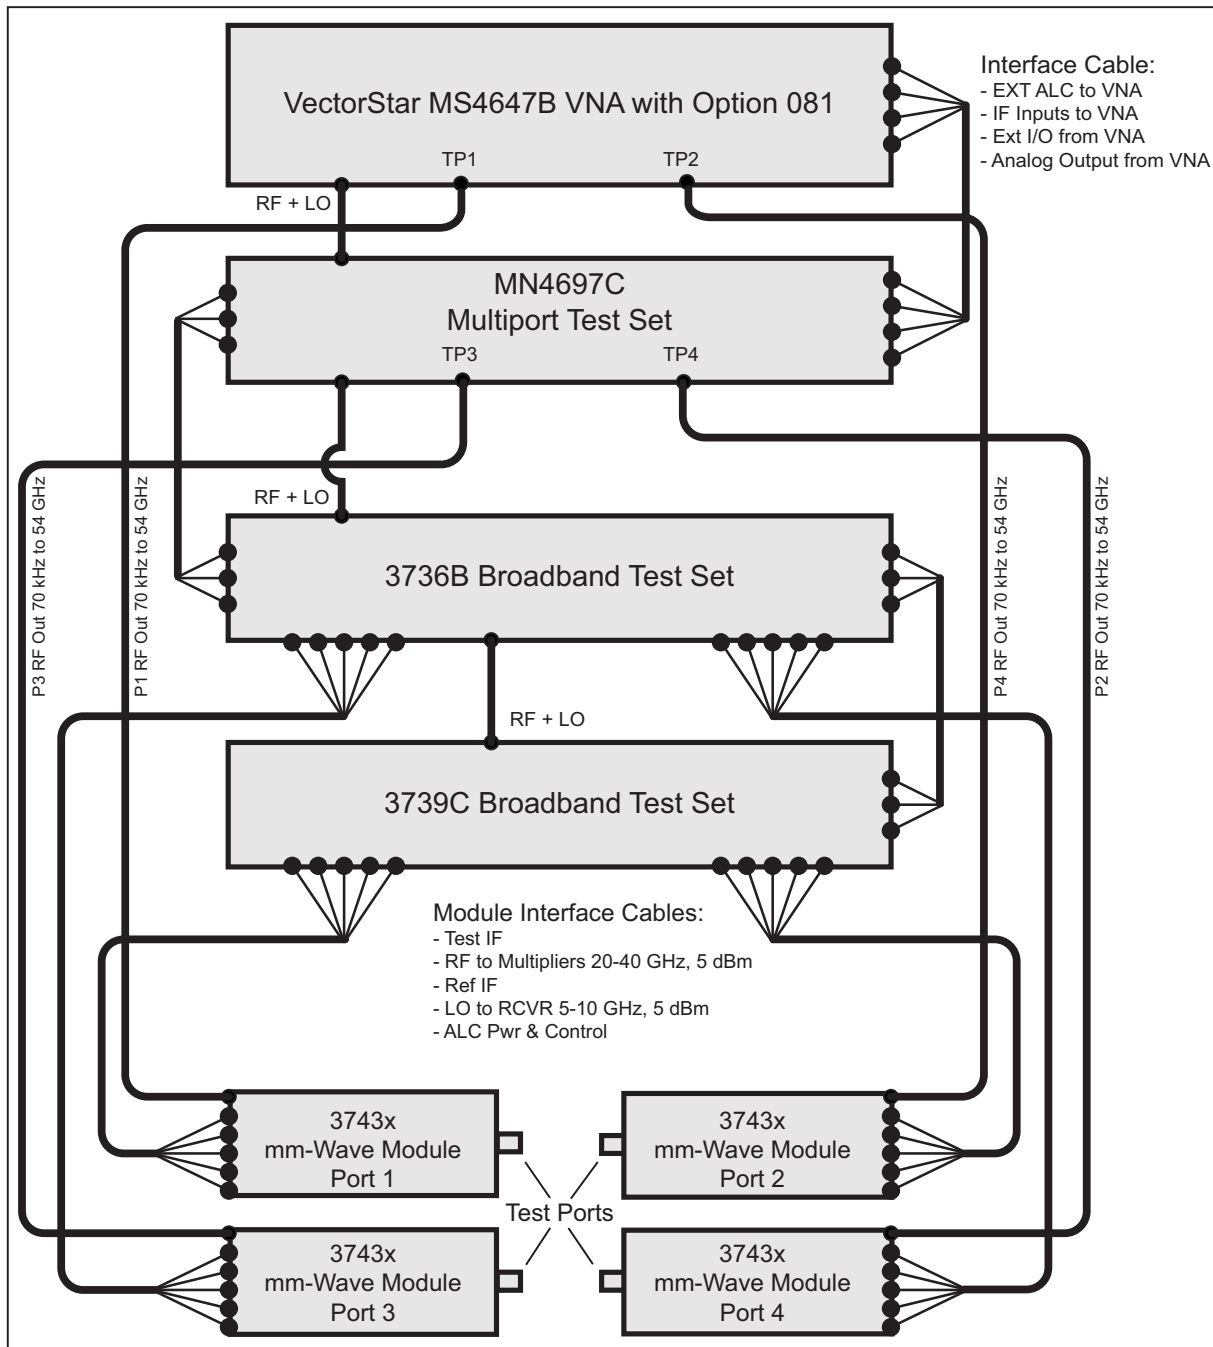 VectorStar MS4647B VNA with Option 081
TP1
TP2
Interface Cable:
- EXT ALC to VNA
- IF Inputs to VNA
- Ext I/O from VNA
- Analog Output from VNA
RF + LO
MN4697C
Multiport Test Set
TP3
TP4
RF + LO
P3 RF Out 70 kHz to 54 GHz
P1 RF Out 70 kHz to 54 GHz
P4 RF Out 70 kHz to 54 GHz
P2 RF Out 70 kHz to 54 GHz
3736B Broadband Test Set
RF + LO
3739C Broadband Test Set
Module Interface Cables:
- Test IF
- RF to Multipliers 20-40 GHz, 5 dBm
- Ref IF
- LO to RCVR 5-10 GHz, 5 dBm
- ALC Pwr & Control
3743x
mm-Wave Module
Port 1
3743x
mm-Wave Module
Port 2
Test Ports
3743x
mm-Wave Module
Port 3
3743x
mm-Wave Module
Port 4